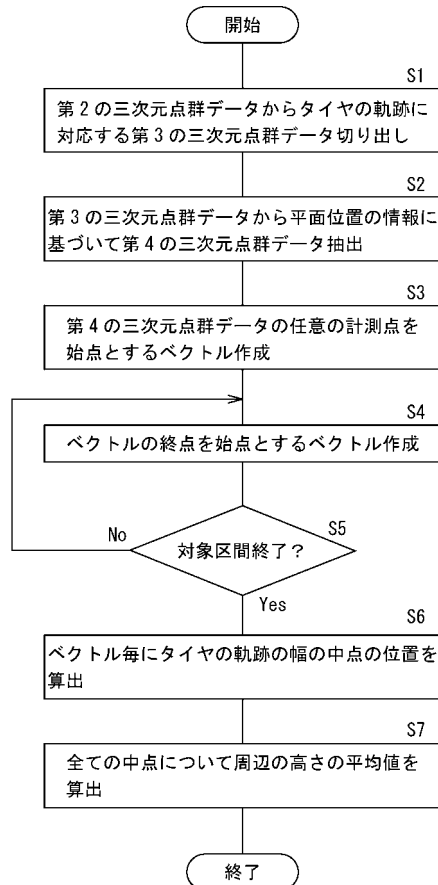 開始
S1
第2の三次元点群データからタイヤの軌跡に
対応する第3の三次元点群データ切り出し
S2
第3の三次元点群データから平面位置の情報に
基づいて第4の三次元点群データ抽出
S3
第4の三次元点群データの任意の計測点を
始点とするベクトル作成
S4
ベクトルの終点を始点とするベクトル作成
No
S5
対象区間終了?
Yes
S6
ベクトル毎にタイヤの軌跡の幅の中点の位置を
算出
S7
全ての中点について周辺の高さの平均値を
算出
終了